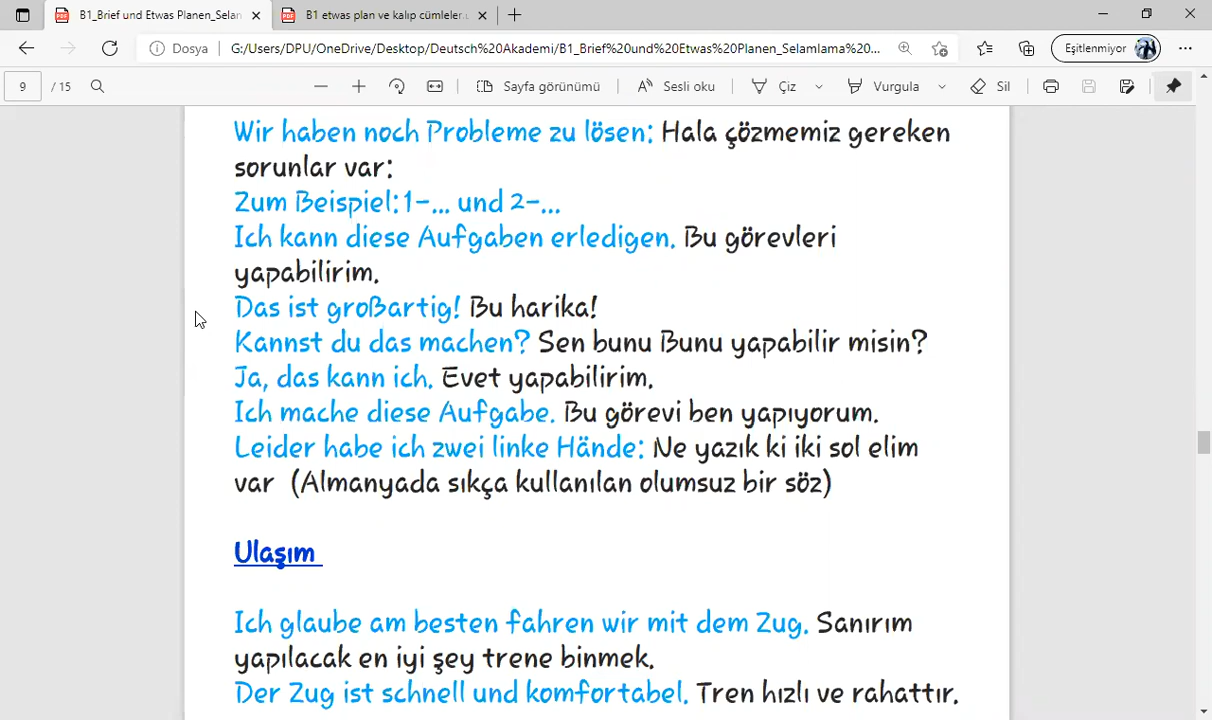 B1_Brief und Etwas Planen_Selan
B1 etwas plan ve kalıp cümleler.
Dosya
G:/Users/DPU/OneDrive/Desktop/Deutsch%20Akademi/B1_Brief%20und%20Etwas%20Planen_Selamlama%20...
Eşitlenmiyor
9 / 15
Sayfa görünümü
Sesli oku
Çiz
Vurgula
Sil
Wir haben noch Probleme zu lösen: Hala çözmemiz gereken
sorunlar var:
Zum Beispiel:1-... und 2-...
Ich kann diese Aufgaben erledigen. Bu görevleri
yapabilirim.
Das ist großartig! Bu harika!
Kannst du das machen? Sen bunu Bunu yapabilir misin?
Ja, das kann ich. Evet yapabilirim.
Ich mache diese Aufgabe. Bu görevi ben yapıyorum.
Leider habe ich zwei linke Hände: Ne yazık ki iki sol elim
var (Almanyada sıkça kullanılan olumsuz bir söz)
Ulaşım
Ich glaube am besten fahren wir mit dem Zug. Sanırım
yapılacak en iyi şey trene binmek.
Der Zug ist schnell und komfortabel. Tren hızlı ve rahattır.